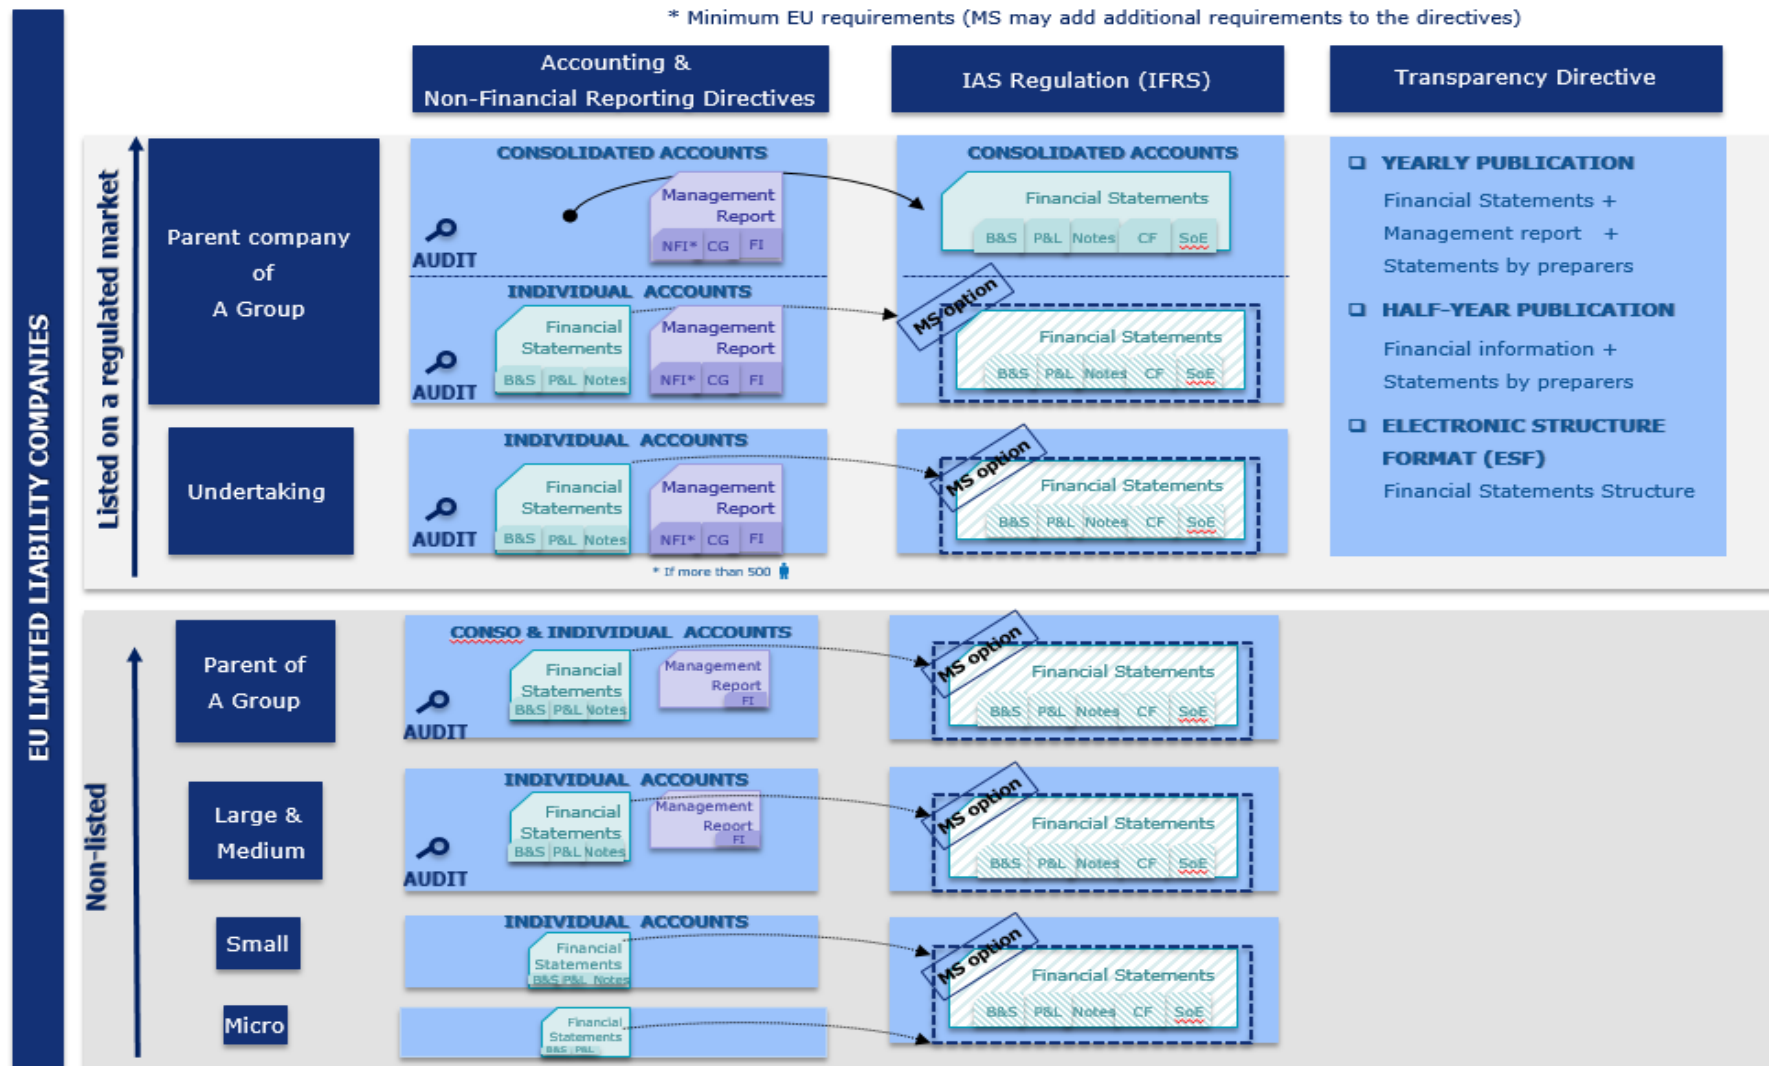 * Minimum EU requirements (MS may add additional requirements to the directives)
Accounting &
Non-Financial Reporting Directives
IAS Regulation (IFRS)
Transparency Directive
EU LIMITED LIABILITY COMPANIES
Listed on a regulated market
Parent company
of
A Group
CONSOLIDATED ACCOUNTS
AUDIT
Management
Report
NFI* CG FI
CONSOLIDATED ACCOUNTS
Financial Statements
B&S P&L Notes CF SoE
INDIVIDUAL ACCOUNTS
AUDIT
Financial
Statements
B&S P&L Notes
Management
Report
NFI* CG FI
MS option
Financial Statements
B&S P&L Notes CF SoE
Undertaking
INDIVIDUAL ACCOUNTS
AUDIT
Financial
Statements
B&S P&L Notes
Management
Report
NFI* CG FI
* If more than 500
MS option
Financial Statements
B&S P&L Notes CF SoE
YEARLY PUBLICATION
Financial Statements +
Management report +
Statements by preparers
HALF-YEAR PUBLICATION
Financial information +
Statements by preparers
ELECTRONIC STRUCTURE
FORMAT (ESF)
Financial Statements Structure
Non-listed
Parent of
A Group
CONSO & INDIVIDUAL ACCOUNTS
AUDIT
Financial
Statements
B&S P&L Notes
Management
Report
FI
MS option
Financial Statements
B&S P&L Notes CF SoE
Large &
Medium
INDIVIDUAL ACCOUNTS
AUDIT
Financial
Statements
B&S P&L Notes
Management
Report
FI
MS option
Financial Statements
B&S P&L Notes CF SoE
Small
INDIVIDUAL ACCOUNTS
Financial
Statements
B&S P&L Notes
MS option
Financial Statements
B&S P&L Notes CF SoE
Micro
Financial
Statements
B&S P&L